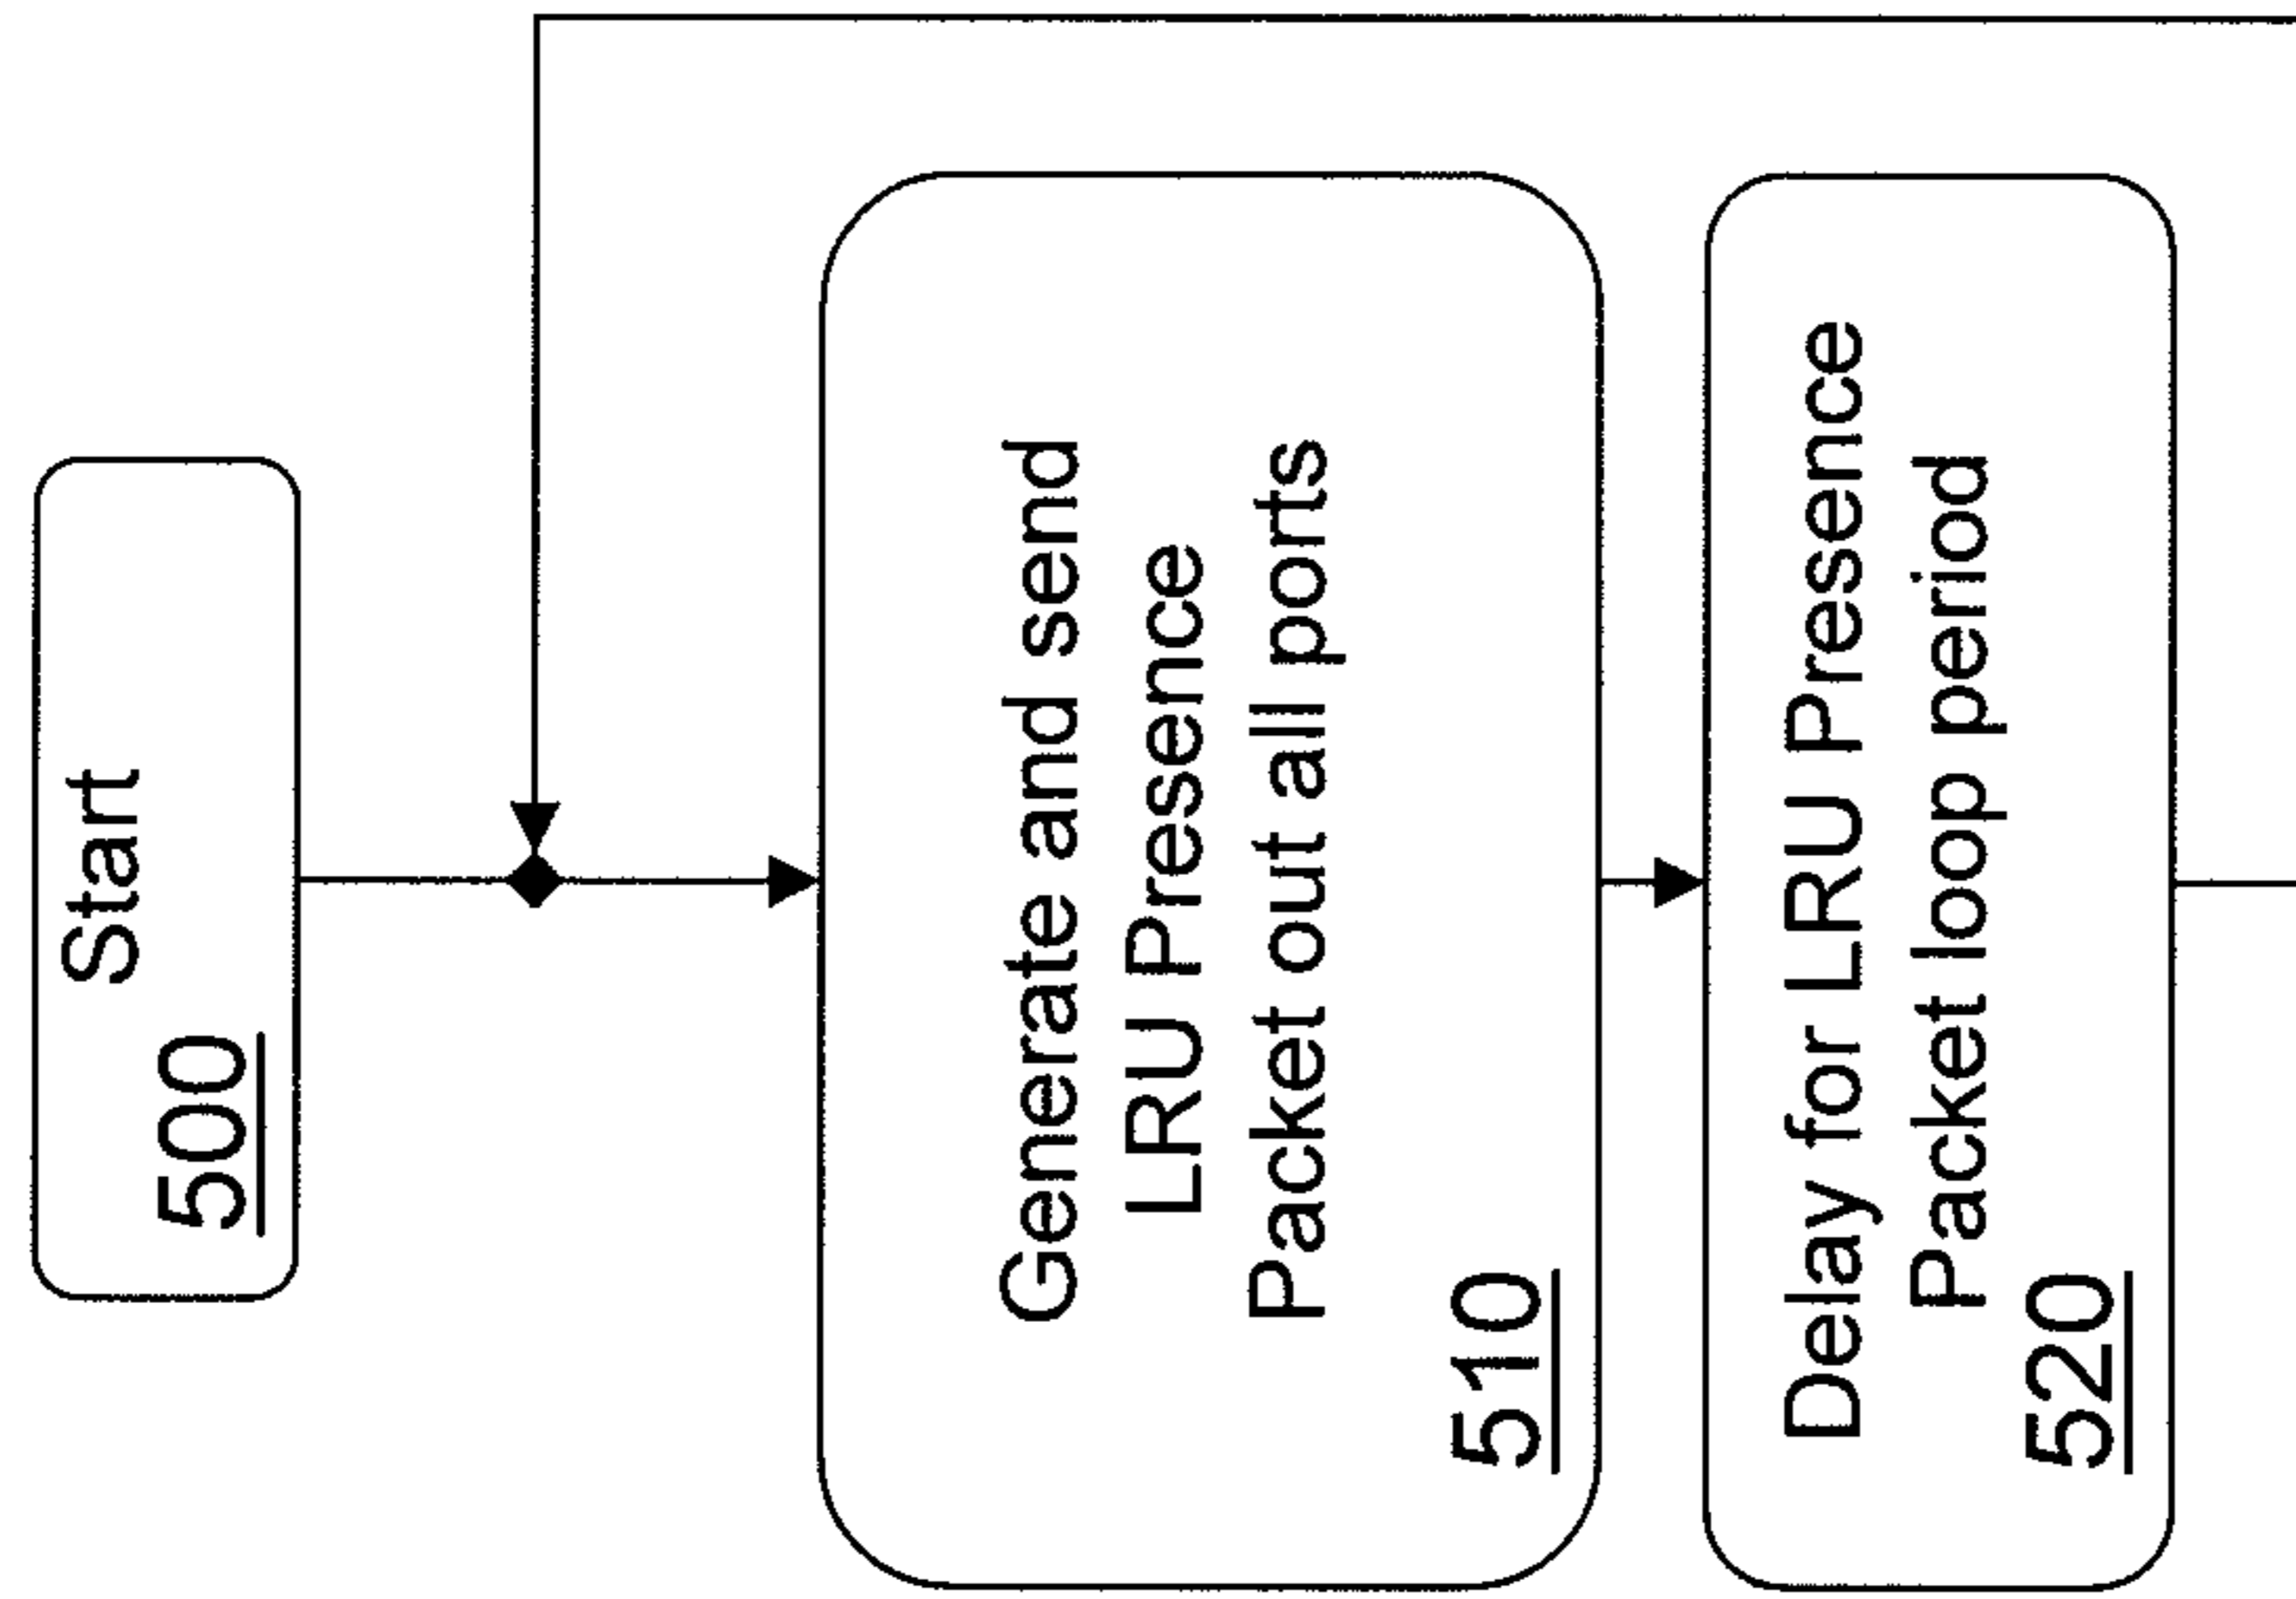 Start
500
Generate and send
LRU Presence
Packet out all ports
510
Delay for LRU Presence
Packet loop period
520